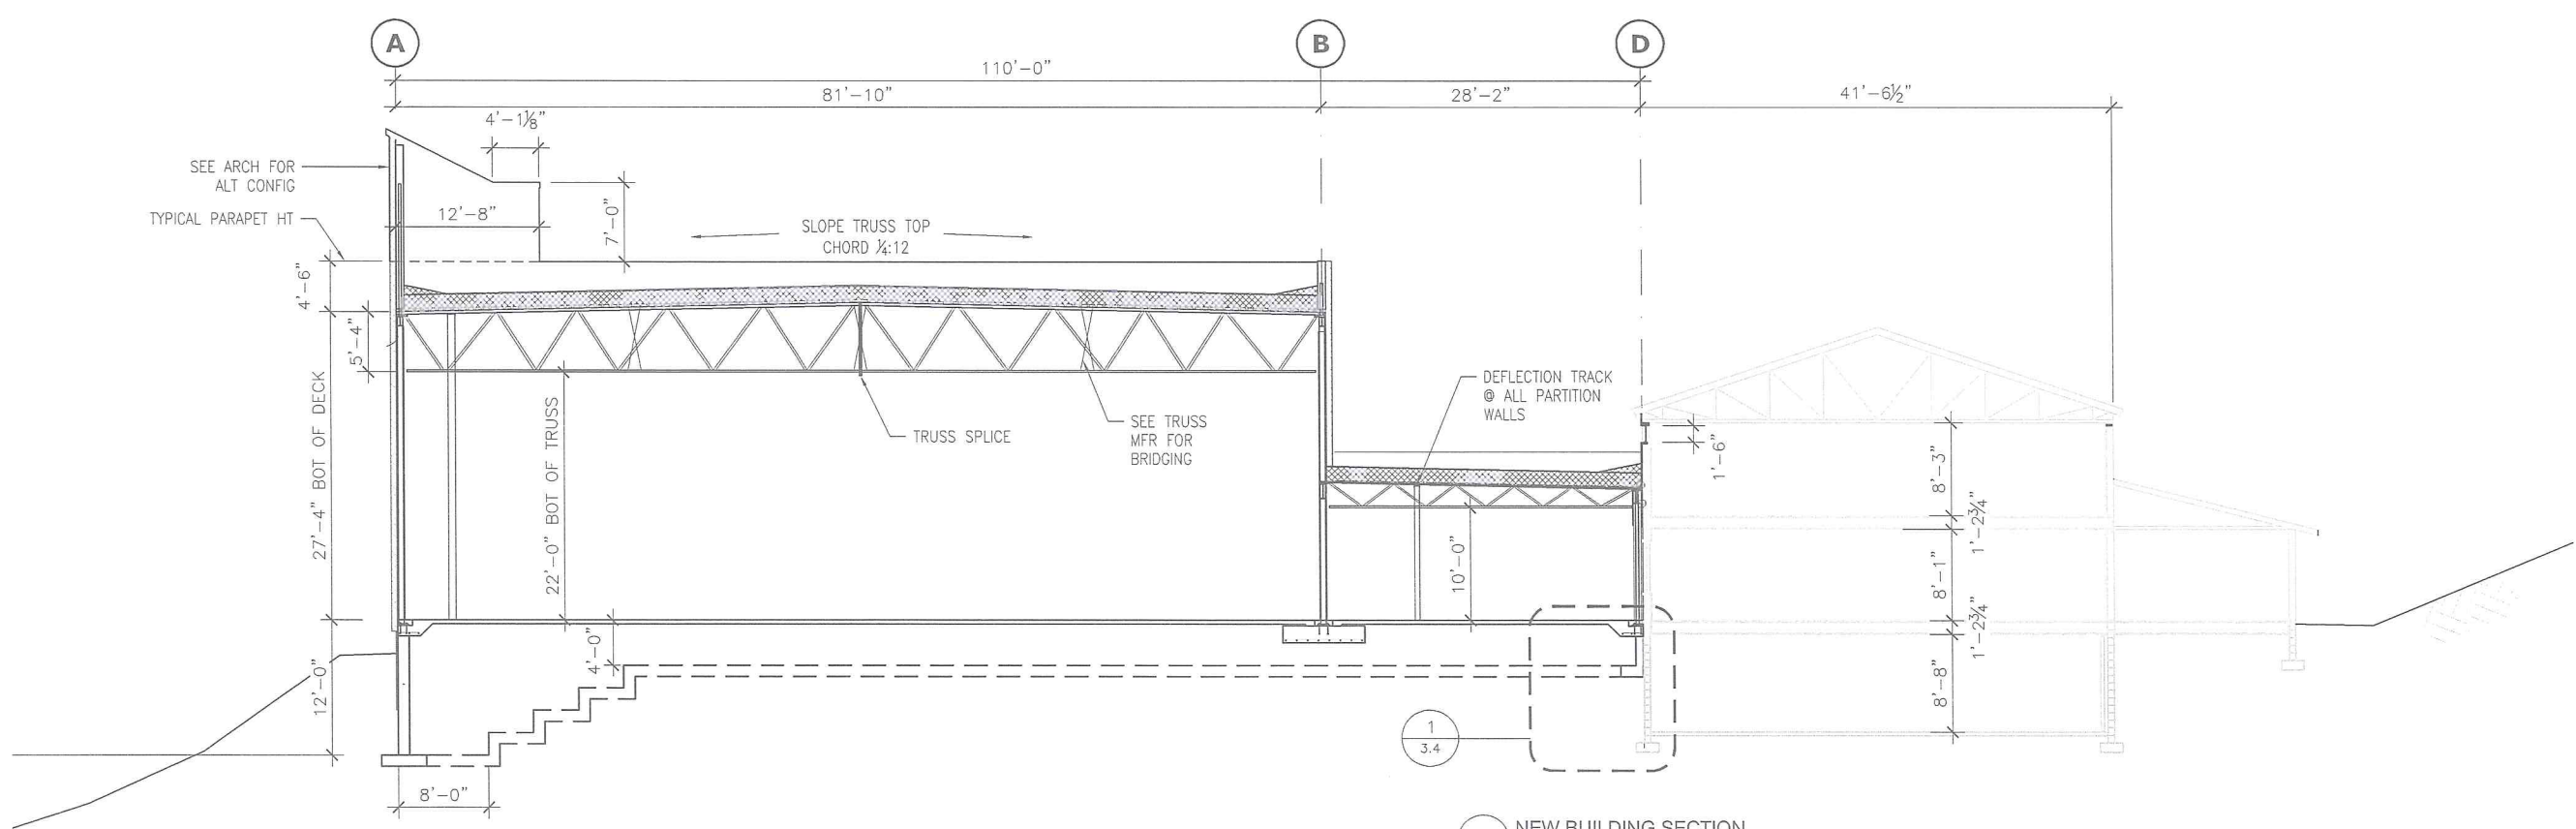 A
B
D
110'-0"
81'-10"
28'-2"
41'-6½"
4'-1⅛"
SEE ARCH FOR
ALT CONFIG
TYPICAL PARAPET HT
12'-8"
7'-0"
SLOPE TRUSS TOP
CHORD ¼:12
4'-6"
5'-4"
27'-4" BOT OF DECK
22'-0" BOT OF TRUSS
TRUSS SPLICE
SEE TRUSS
MFR FOR
BRIDGING
DEFLECTION TRACK
@ ALL PARTITION
WALLS
1'-6"
8'-3"
1'-2¾"
10'-0"
8'-1"
1'-2¾"
4'-0"
12'-0"
8'-8"
1
3.4
8'-0"
NEW BUILDING SECTION